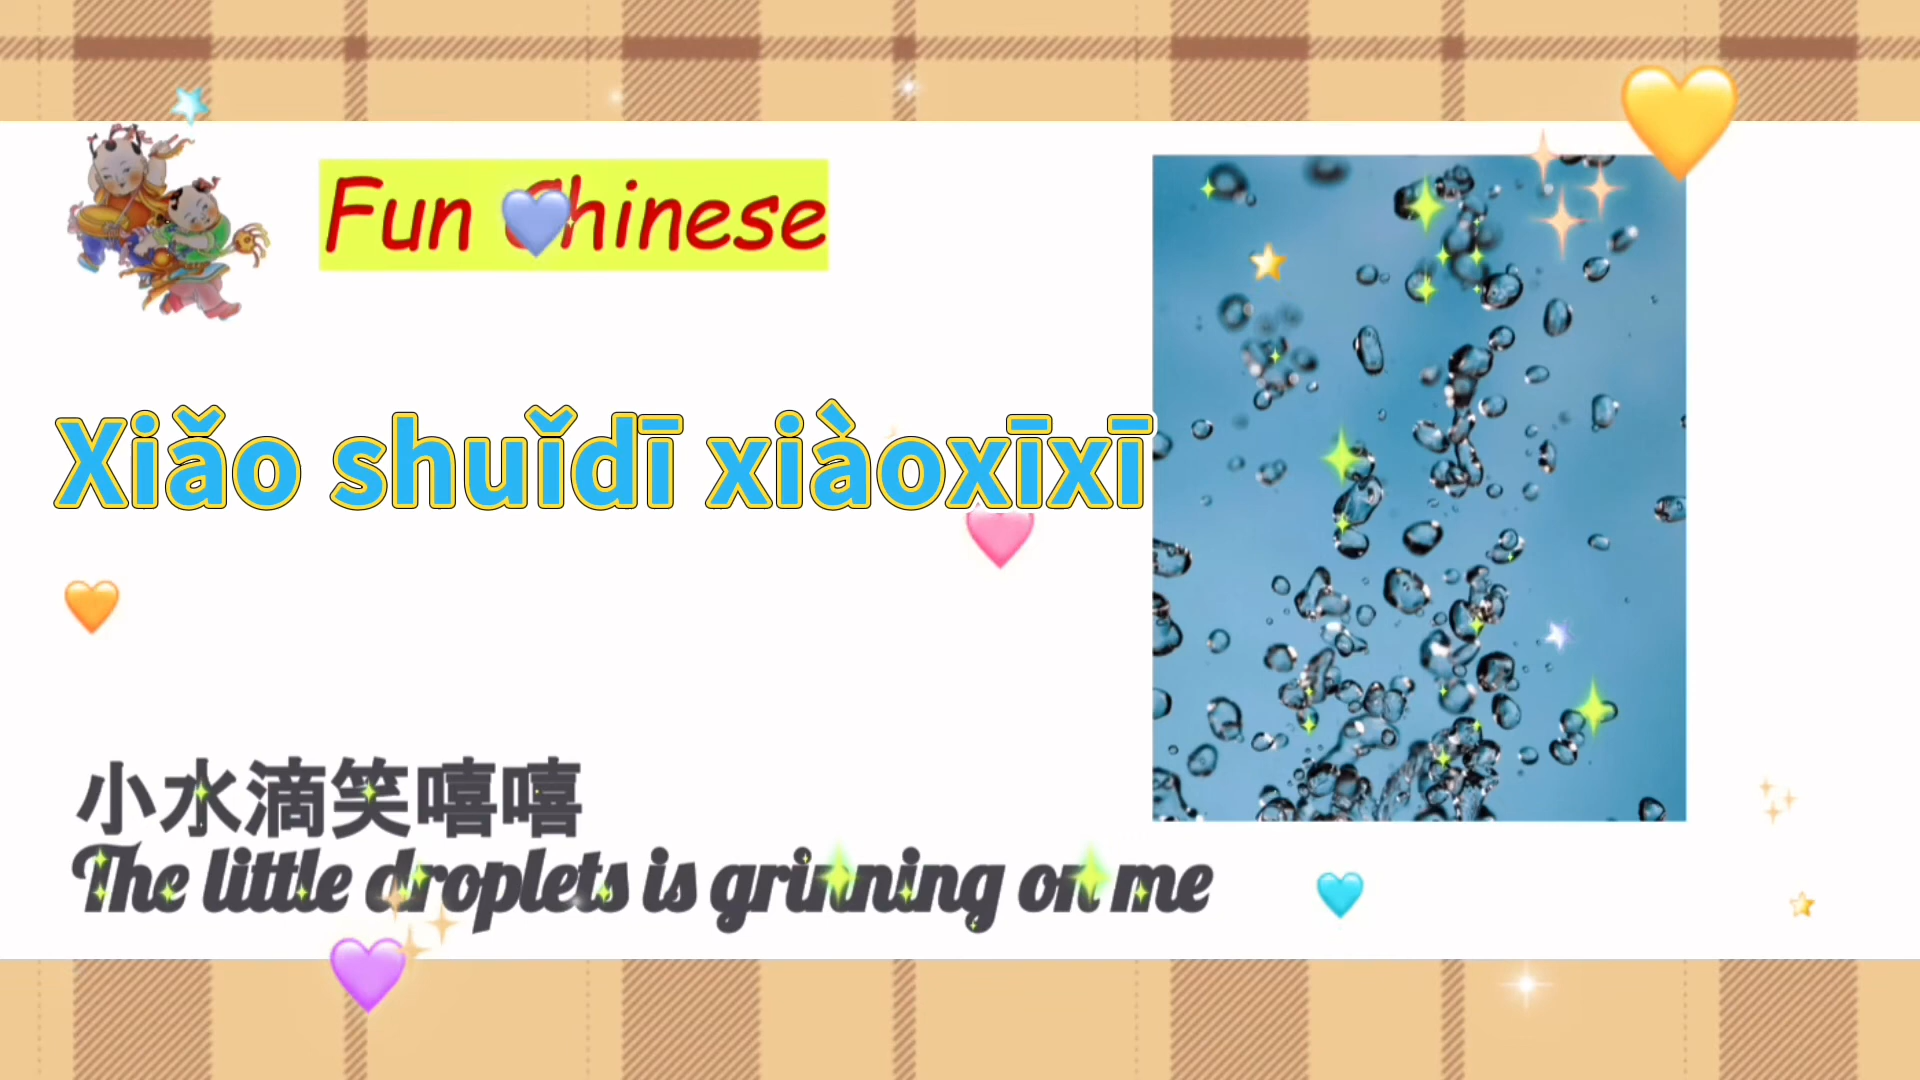 Fun Chinese
Xiǎo shuǐdī xiàoxīxī
小水滴笑嘻嘻
The little droplets is grinning on me